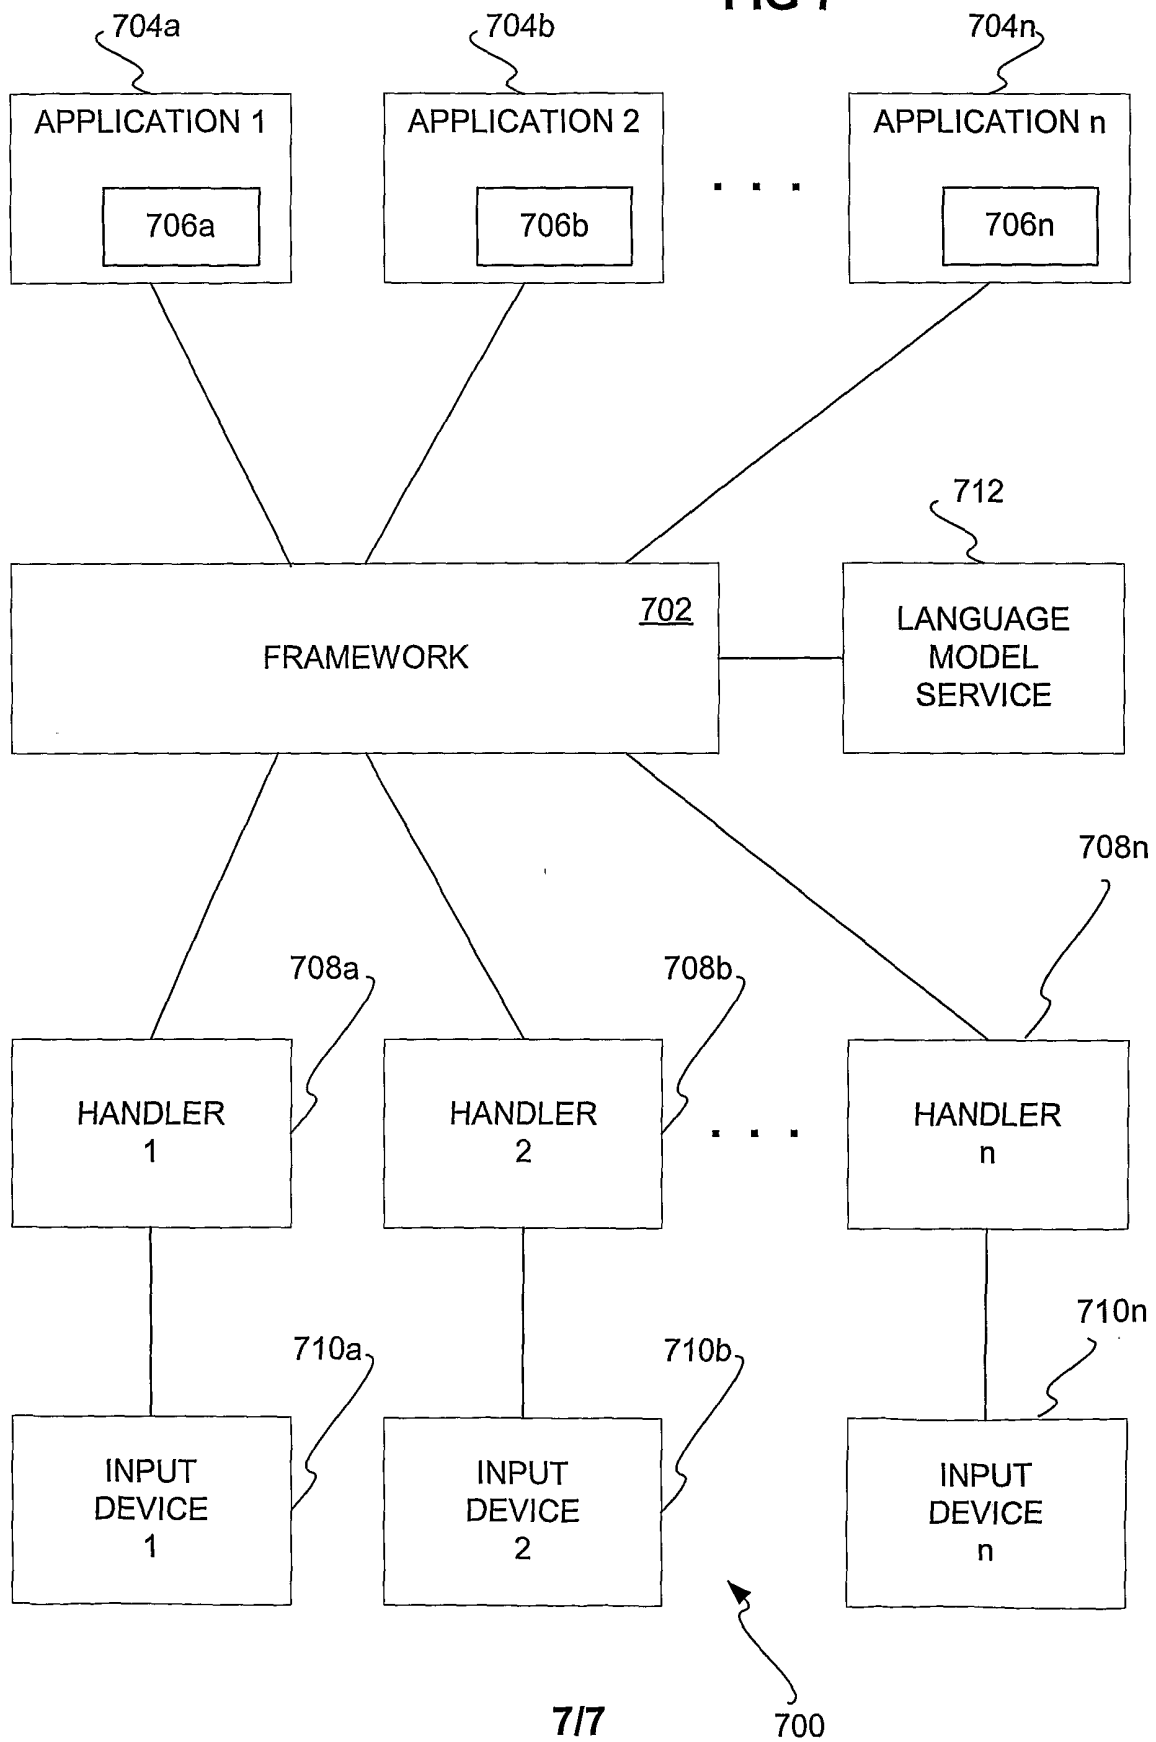 FIG 7
704a
704b
704n
APPLICATION 1
APPLICATION 2
APPLICATION n
706a
706b
. . .
706n
712
702
FRAMEWORK
LANGUAGE
MODEL
SERVICE
708n
708a
708b
HANDLER
1
HANDLER
2
. . .
HANDLER
n
710n
710a
710b
INPUT
DEVICE
1
INPUT
DEVICE
2
INPUT
DEVICE
n
7/7
700